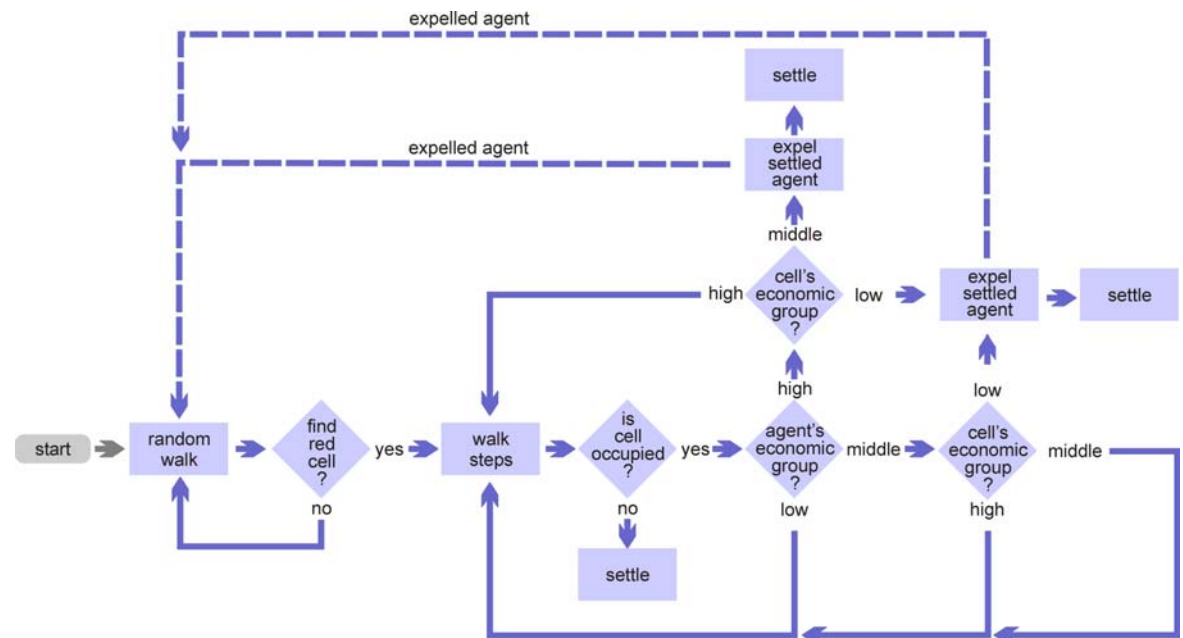 expelled agent
settle
expelled agent
expel
settled
agent
middle
high
cell's
economic
group
?
low
expel
settled
agent
settle
high
low
start
random
walk
find
red
cell
?
yes
walk
steps
is
cell
occupied
?
yes
agent's
economic
group
?
middle
cell's
economic
group
?
middle
no
no
low
high
settle